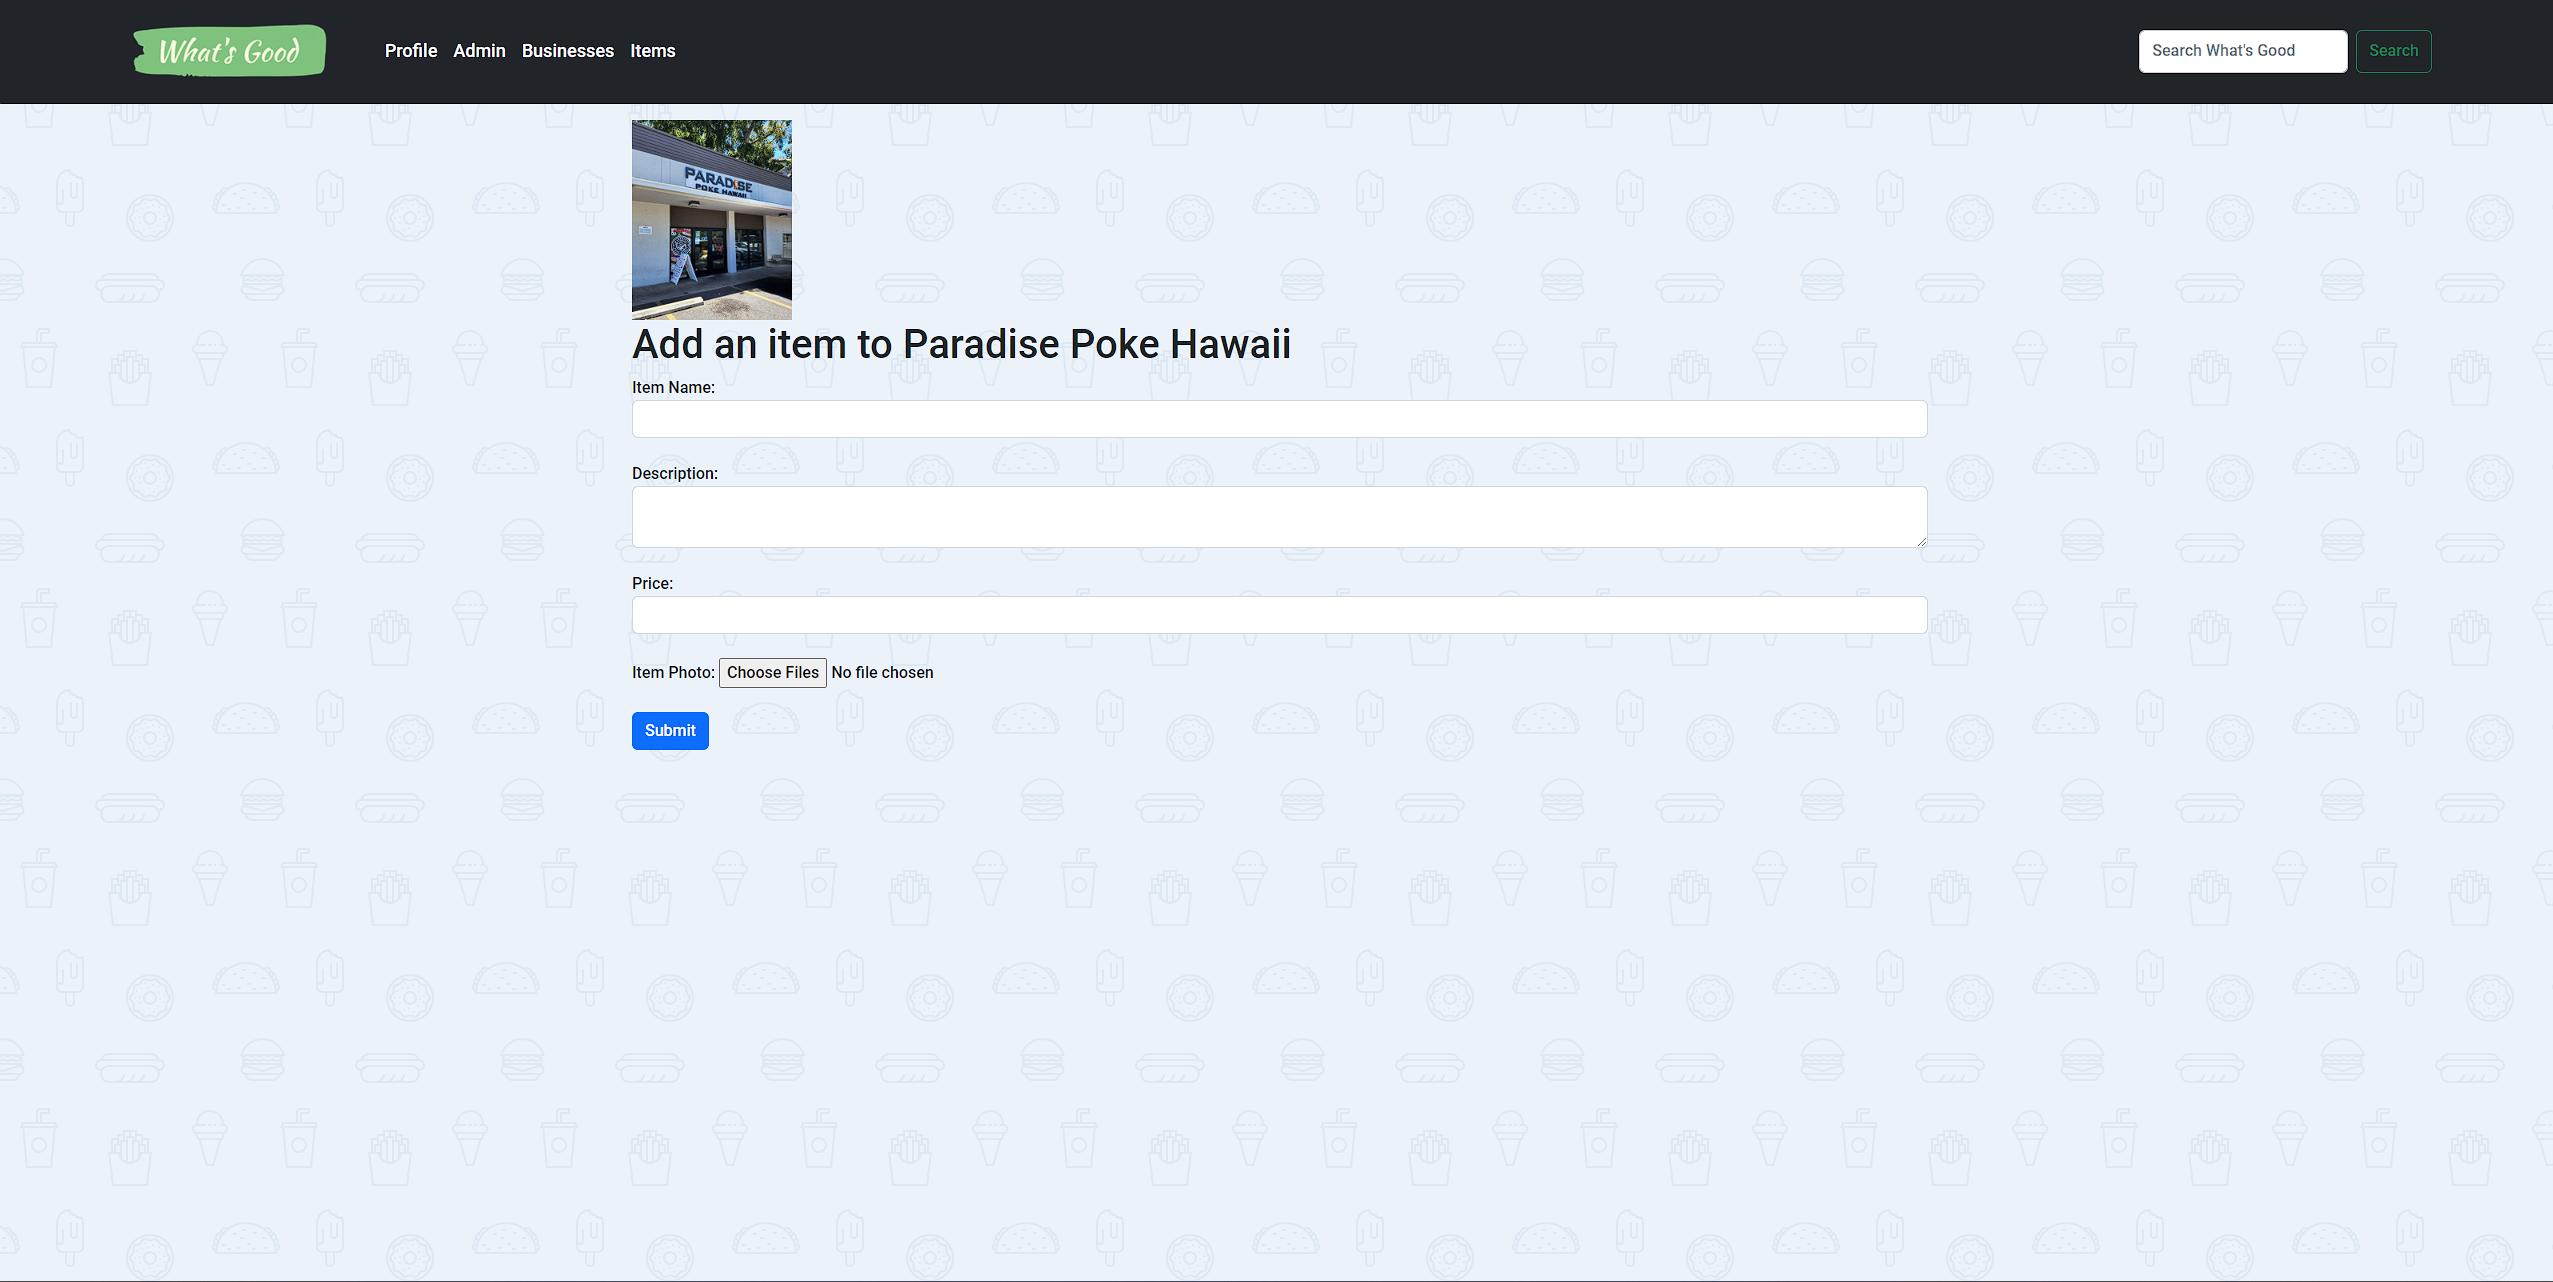 What's Good
Profile Admin Businesses Items
Search What's Good Search
PARADISE
POKE HAWAII
Add an item to Paradise Poke Hawaii
Item Name:
Description:
Price:
Item Photo: Choose Files No file chosen
Submit